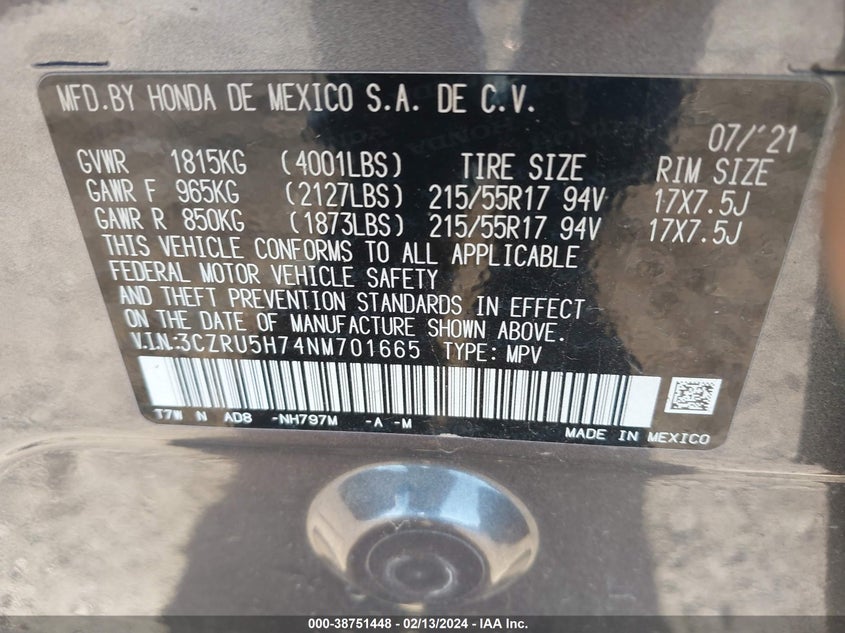 MFD.BY HONDA DE MEXICO S.A. DE C.V.
07/'21
GVWR 1815KG (4001LBS) TIRE SIZE RIM SIZE
GAWR F 965KG (2127LBS) 215/55R17 94V 17X7.5J
GAWR R 850KG (1873LBS) 215/55R17 94V 17X7.5J
THIS VEHICLE CONFORMS TO ALL APPLICABLE
FEDERAL MOTOR VEHICLE SAFETY
AND THEFT PREVENTION STANDARDS IN EFFECT
ON THE DATE OF MANUFACTURE SHOWN ABOVE.
V.I.N.:3CZRU5H74NM701665 TYPE: MPV
T7W N AD8 -NH797M -A -M
MADE IN MEXICO
000-38751448 - 02/13/2024 - IAA Inc.